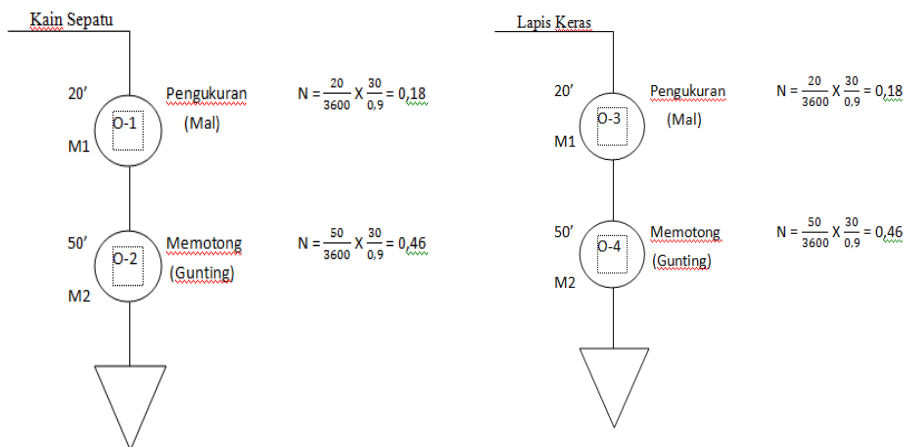 Kain Sepatu
20’
Pengukuran
(Mal)
O-1
M1
N = 20/3600 X 30/0,9 = 0,18
50’
Memotong
(Gunting)
O-2
M2
N = 50/3600 X 30/0,9 = 0,46
Lapis Keras
20’
Pengukuran
(Mal)
O-3
M1
N = 20/3600 X 30/0,9 = 0,18
50’
Memotong
(Gunting)
O-4
M2
N = 50/3600 X 30/0,9 = 0,46